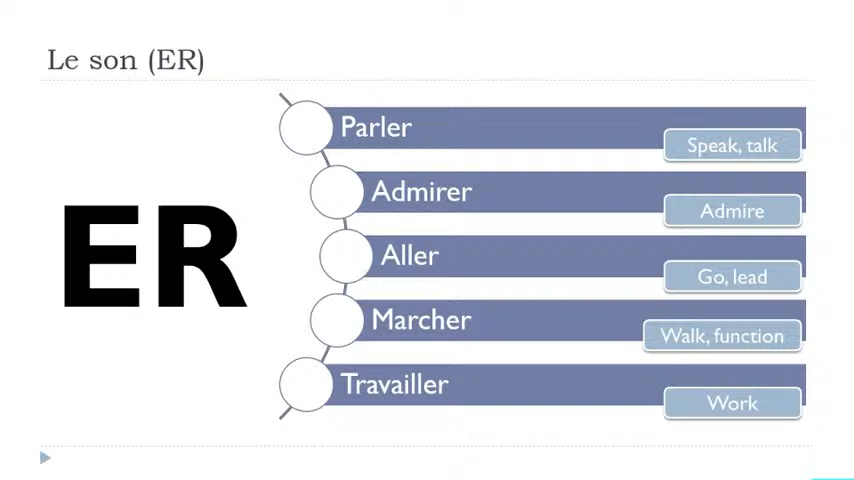 Le son (ER)
ER
Parler
Speak, talk
Admirer
Admire
Aller
Go, lead
Marcher
Walk, function
Travailler
Work